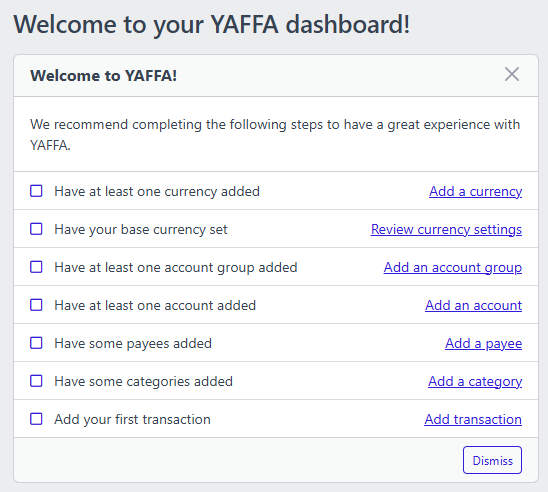 Welcome to your YAFFA dashboard!
Welcome to YAFFA!
We recommend completing the following steps to have a great experience with
YAFFA.
Have at least one currency added Add a currency
Have your base currency set Review currency settings
Have at least one account group added Add an account group
Have at least one account added Add an account
Have some payees added Add a payee
Have some categories added Add a category
Add your first transaction Add transaction
Dismiss